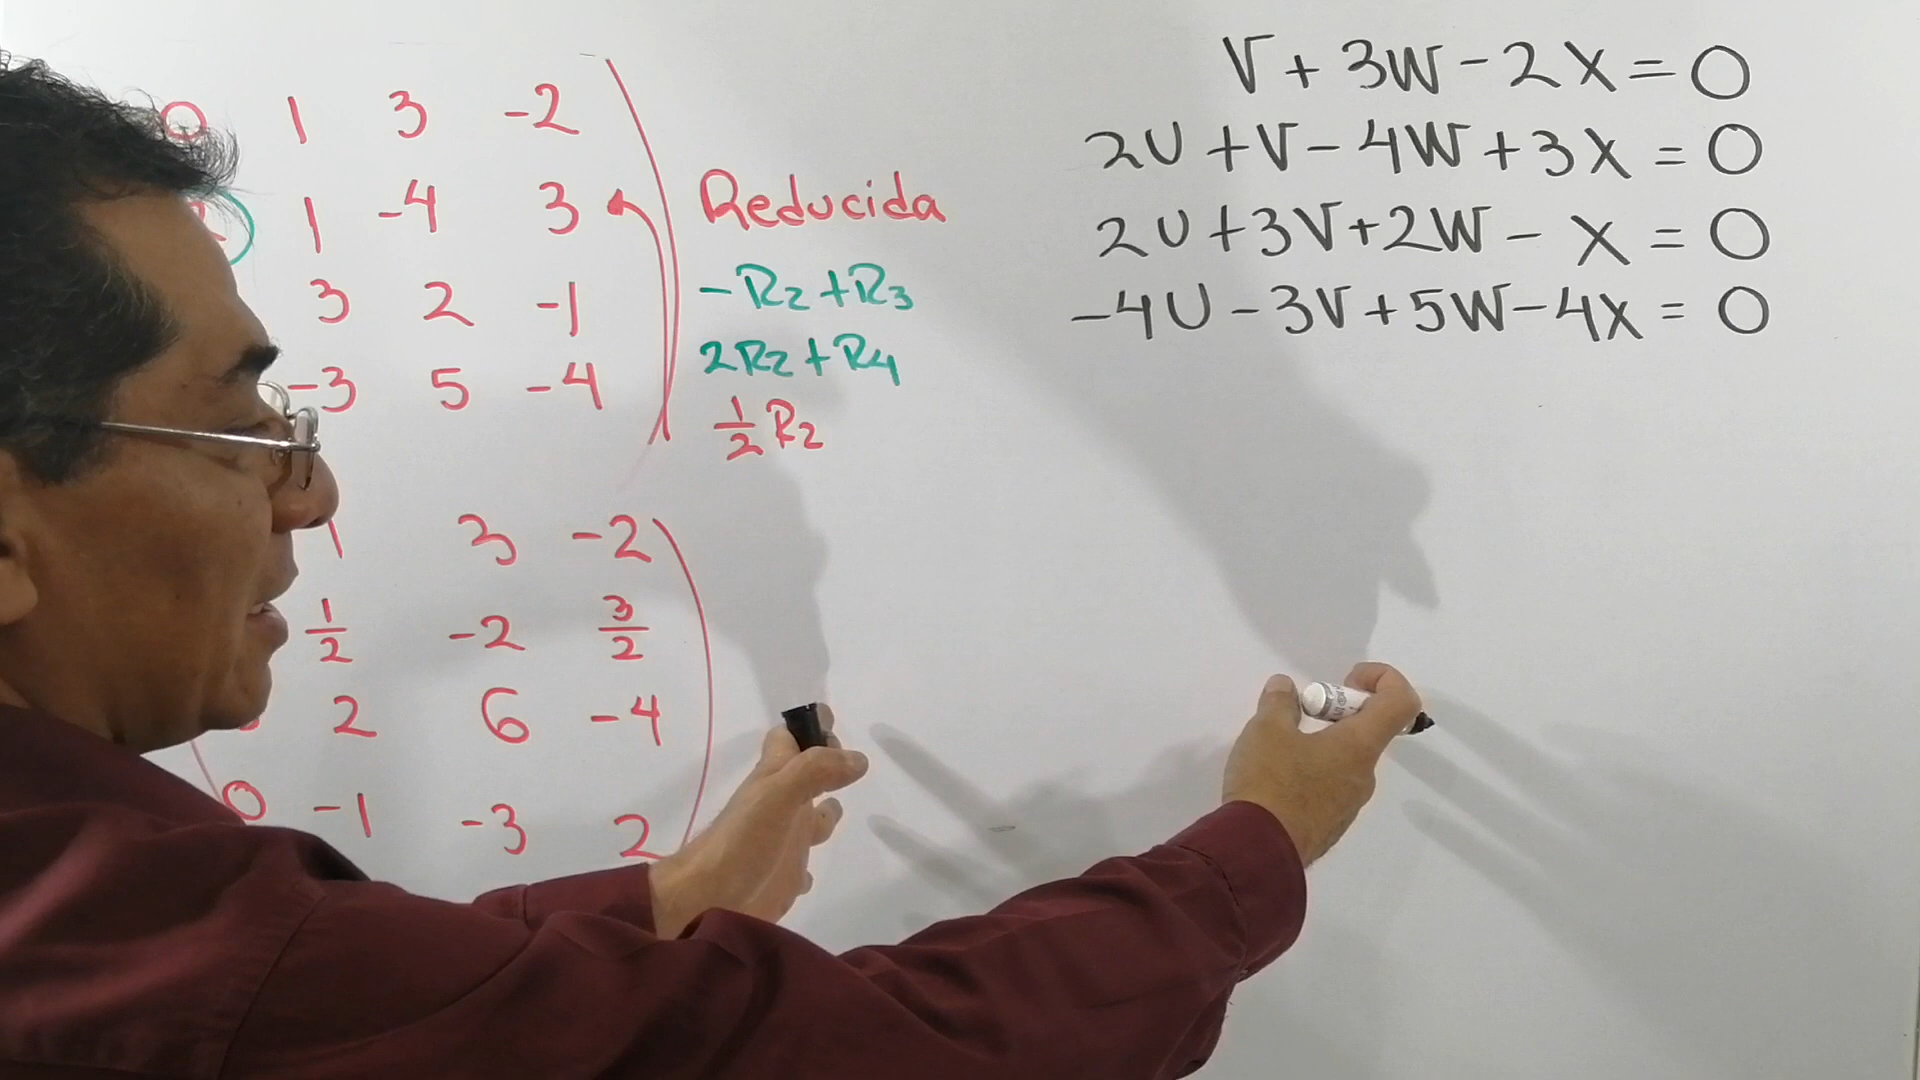 0 1 3 -2
1 -4 3
3 2 -1
-3 5 -4
Reducida
-R2+R3
2R2+R4
1/2 R2
1 3 -2
1/2 -2 3/2
2 6 -4
0 -1 -3 2
V+3W-2X=0
2U+V-4W+3X=0
2U+3V+2W-X=0
-4U-3V+5W-4X=0